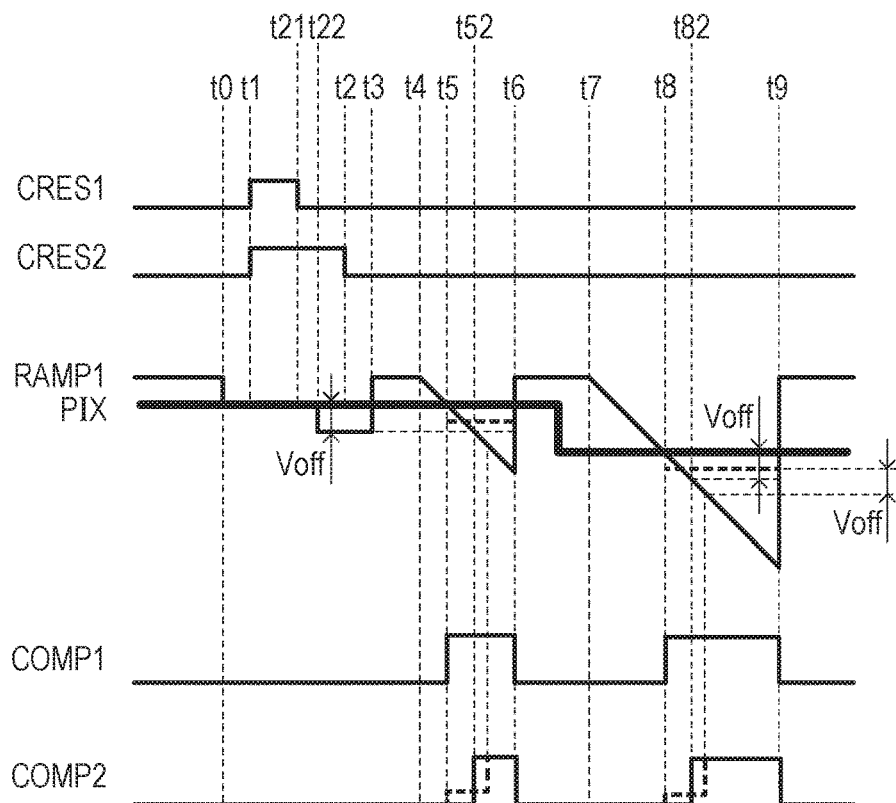 t21 t22 t52 t82
t0 t1 t2 t3 t4 t5 t6 t7 t8 t9
CRES1
CRES2
RAMP1
PIX
Voff
Voff
Voff
COMP1
COMP2